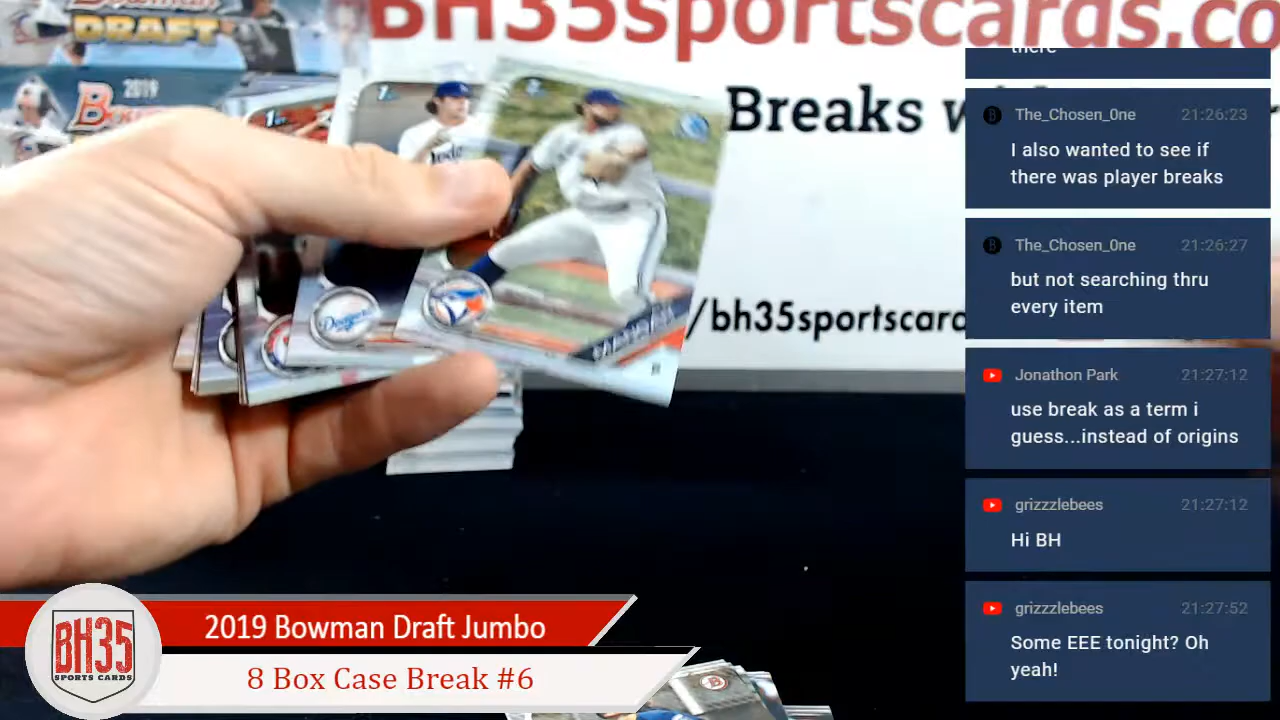 BH35sportscards.co
DRAFT
2019
Breaks w
/bh35sportscard
Dodgers
there
The_Chosen_0ne 21:26:23
I also wanted to see if
there was player breaks
The_Chosen_0ne 21:26:27
but not searching thru
every item
Jonathon Park 21:27:12
use break as a term i
guess...instead of origins
grizzzlebees 21:27:12
Hi BH
grizzzlebees 21:27:52
Some EEE tonight? Oh
yeah!
BH35
SPORTS CARDS
2019 Bowman Draft Jumbo
8 Box Case Break #6